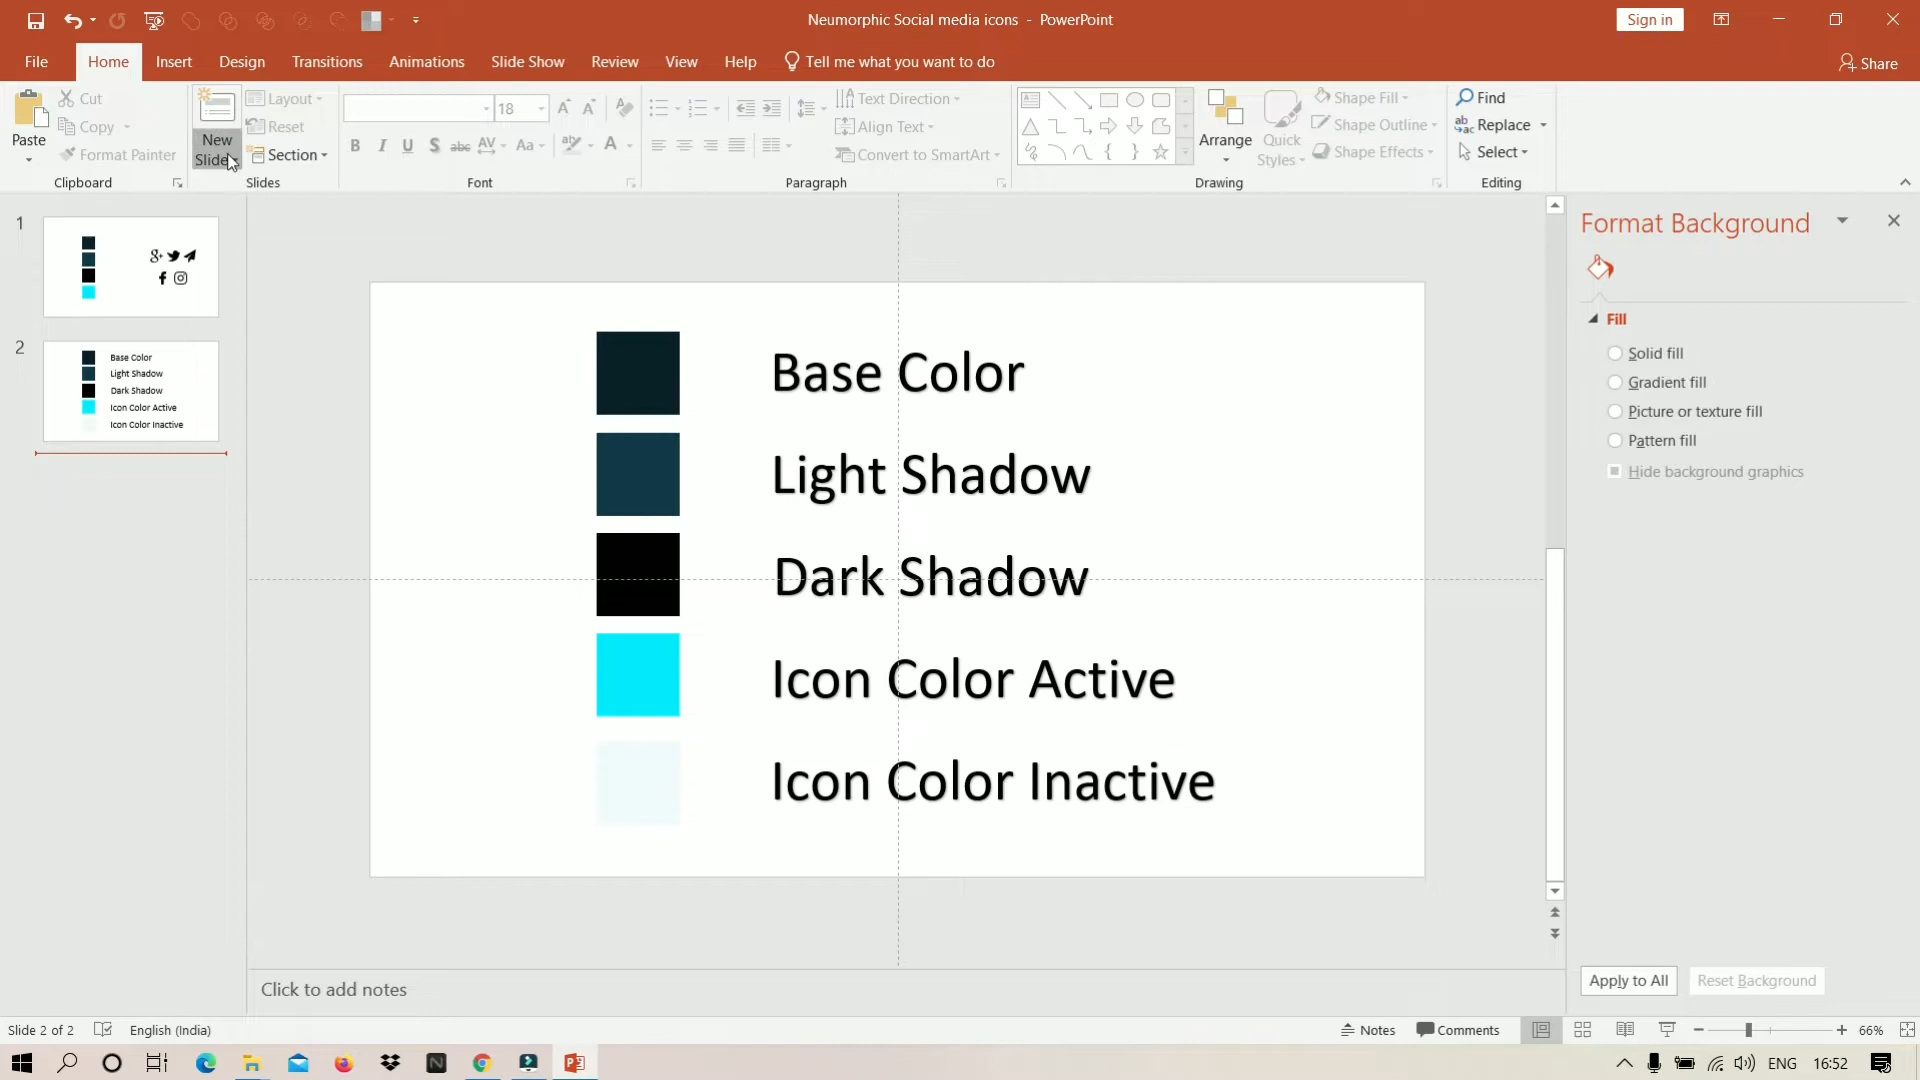 Neumorphic Social media icons - PowerPoint
Sign in
File
Home
Insert
Design
Transitions
Animations
Slide Show
Review
View
Help
Tell me what you want to do
Share
Paste
Cut
Copy
Format Painter
Clipboard
New
Slide
Layout
Reset
Section
Slides
18
B I U S abc AV Aa A
Font
Text Direction
Align Text
Convert to SmartArt
Paragraph
Arrange
Quick
Styles
Shape Fill
Shape Outline
Shape Effects
Drawing
Find
Replace
Select
Editing
1
2
Base Color
Light Shadow
Dark Shadow
Icon Color Active
Icon Color Inactive
Base Color
Light Shadow
Dark Shadow
Icon Color Active
Icon Color Inactive
Format Background
Fill
Solid fill
Gradient fill
Picture or texture fill
Pattern fill
Hide background graphics
Apply to All
Reset Background
Click to add notes
Slide 2 of 2
English (India)
Notes
Comments
66%
ENG
16:52